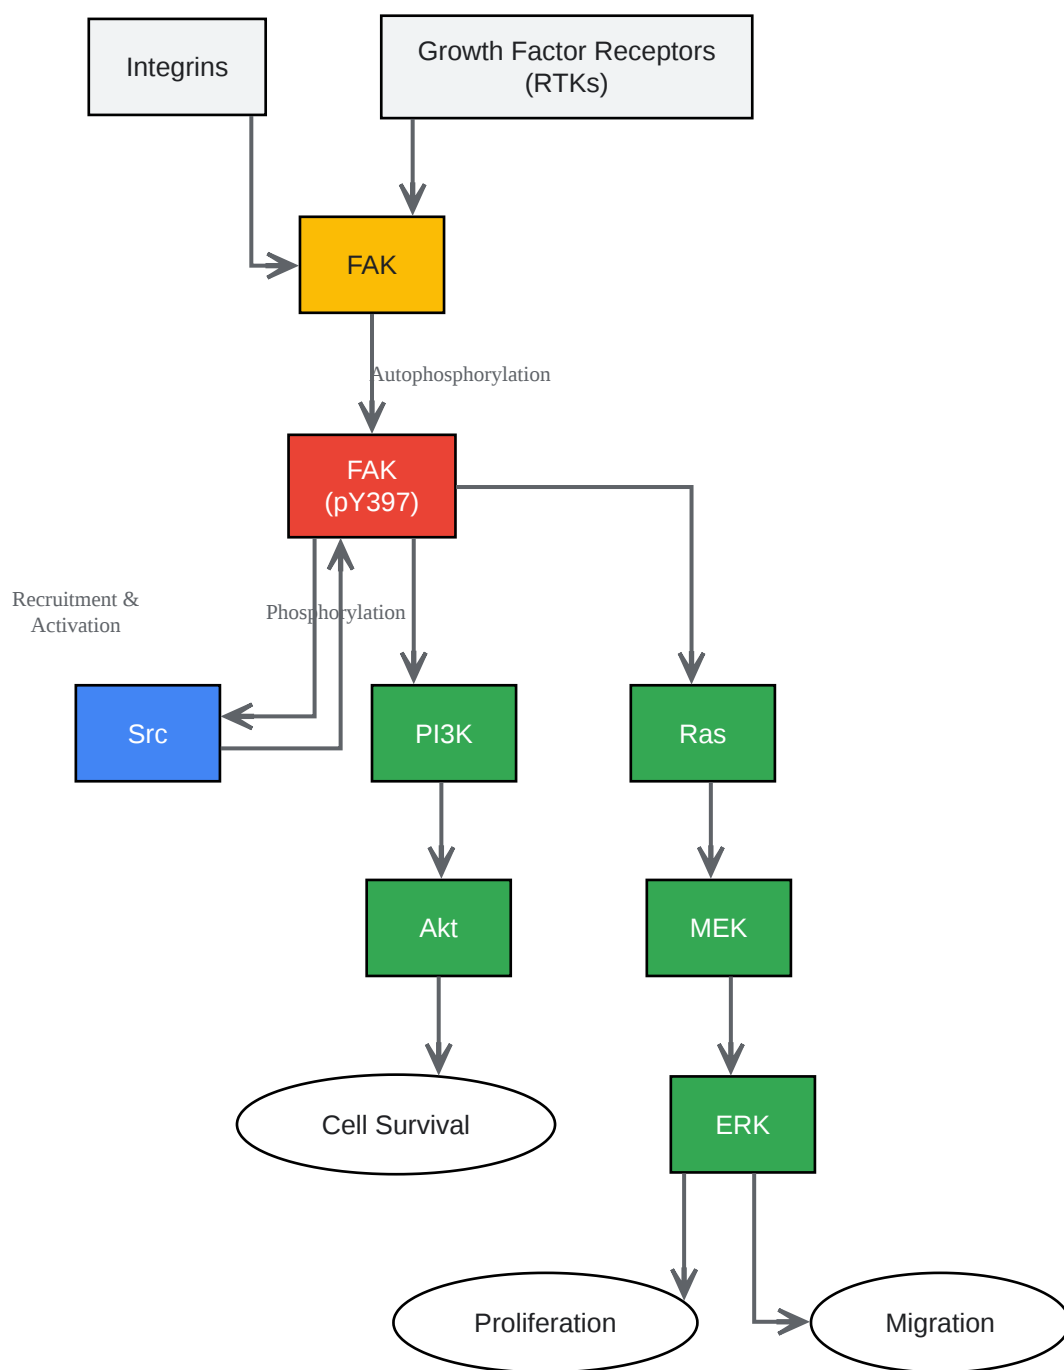 Integrins
Growth Factor Receptors
(RTKs)
FAK
Autophosphorylation
FAK
(pY397)
Recruitment &
Activation
Phosphorylation
Src
PI3K
Ras
Akt
MEK
Cell Survival
ERK
Proliferation
Migration